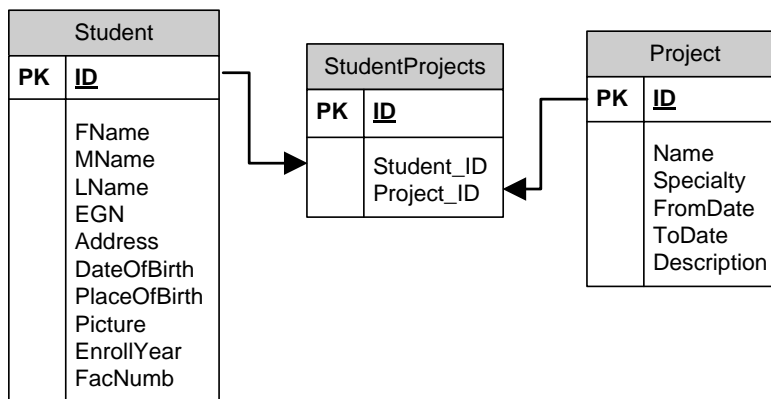 Student
PK ID
FName
MName
LName
EGN
Address
DateOfBirth
PlaceOfBirth
Picture
EnrollYear
FacNumb
StudentProjects
PK ID
Student_ID
Project_ID
Project
PK ID
Name
Specialty
FromDate
ToDate
Description